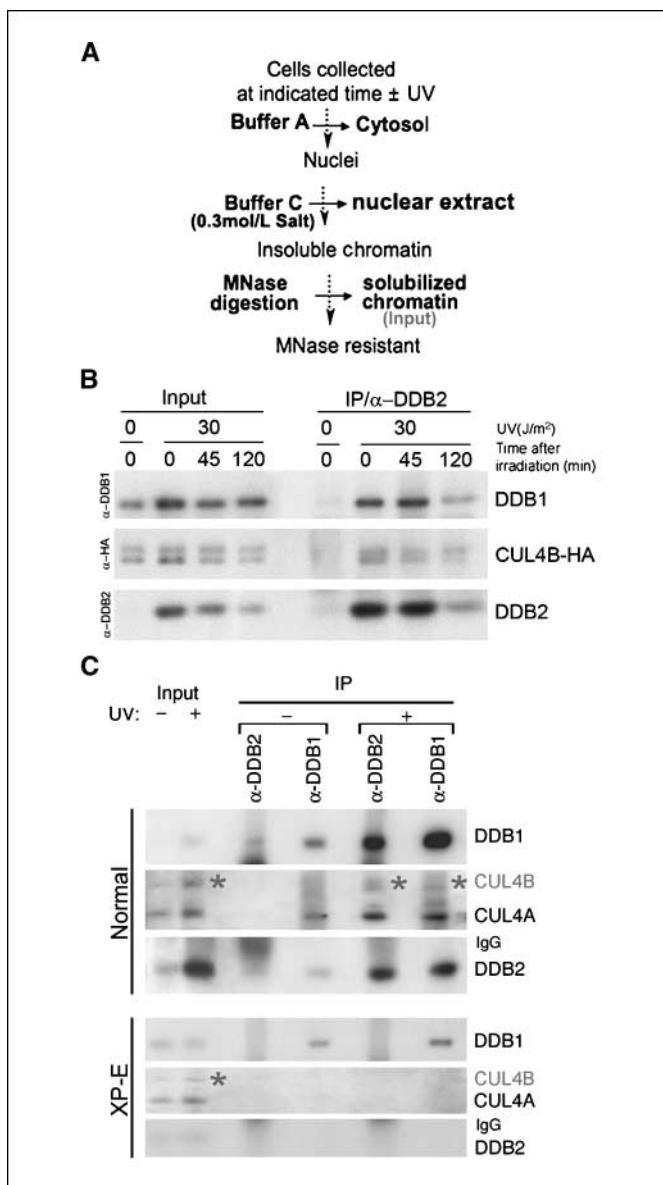 A
Cells collected
at indicated time ± UV
Buffer A
Cytosol
Nuclei
Buffer C
nuclear extract
(0.3mol/L Salt)
Insoluble chromatin
MNase
digestion
solubilized
chromatin
(Input)
MNase resistant
B
Input
IP/α–DDB2
0 30 0 30 UV(J/m²)
0 0 45 120 0 0 45 120 Time after irradiation (min)
α–DDB1
DDB1
α–HA
CUL4B-HA
α–DDB2
DDB2
C
Input
IP
UV: – + – +
α-DDB2 α-DDB1 α-DDB2 α-DDB1
Normal
DDB1
* * * CUL4B
CUL4A
IgG
DDB2
XP-E
DDB1
* CUL4B
CUL4A
IgG
DDB2